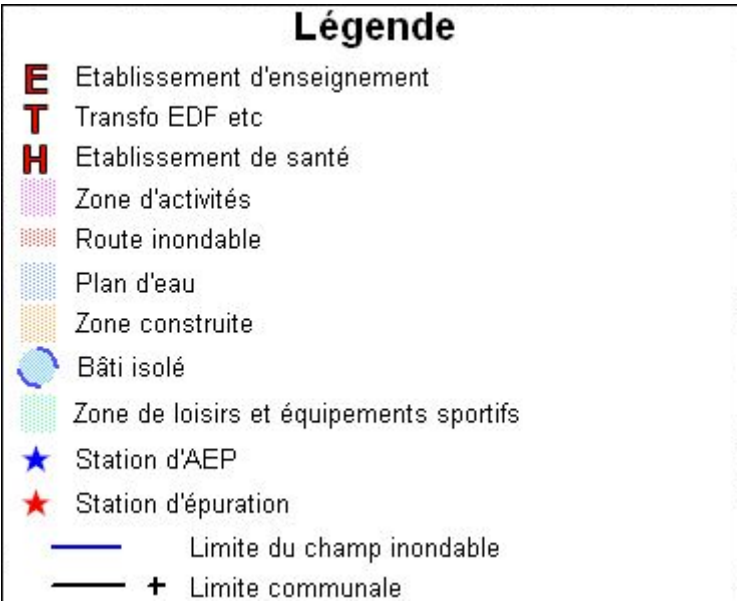 Légende
E Etablissement d'enseignement
T Transfo EDF etc
H Etablissement de santé
Zone d'activités
Route inondable
Plan d'eau
Zone construite
Bâti isolé
Zone de loisirs et équipements sportifs
Station d'AEP
Station d'épuration
Limite du champ inondable
Limite communale